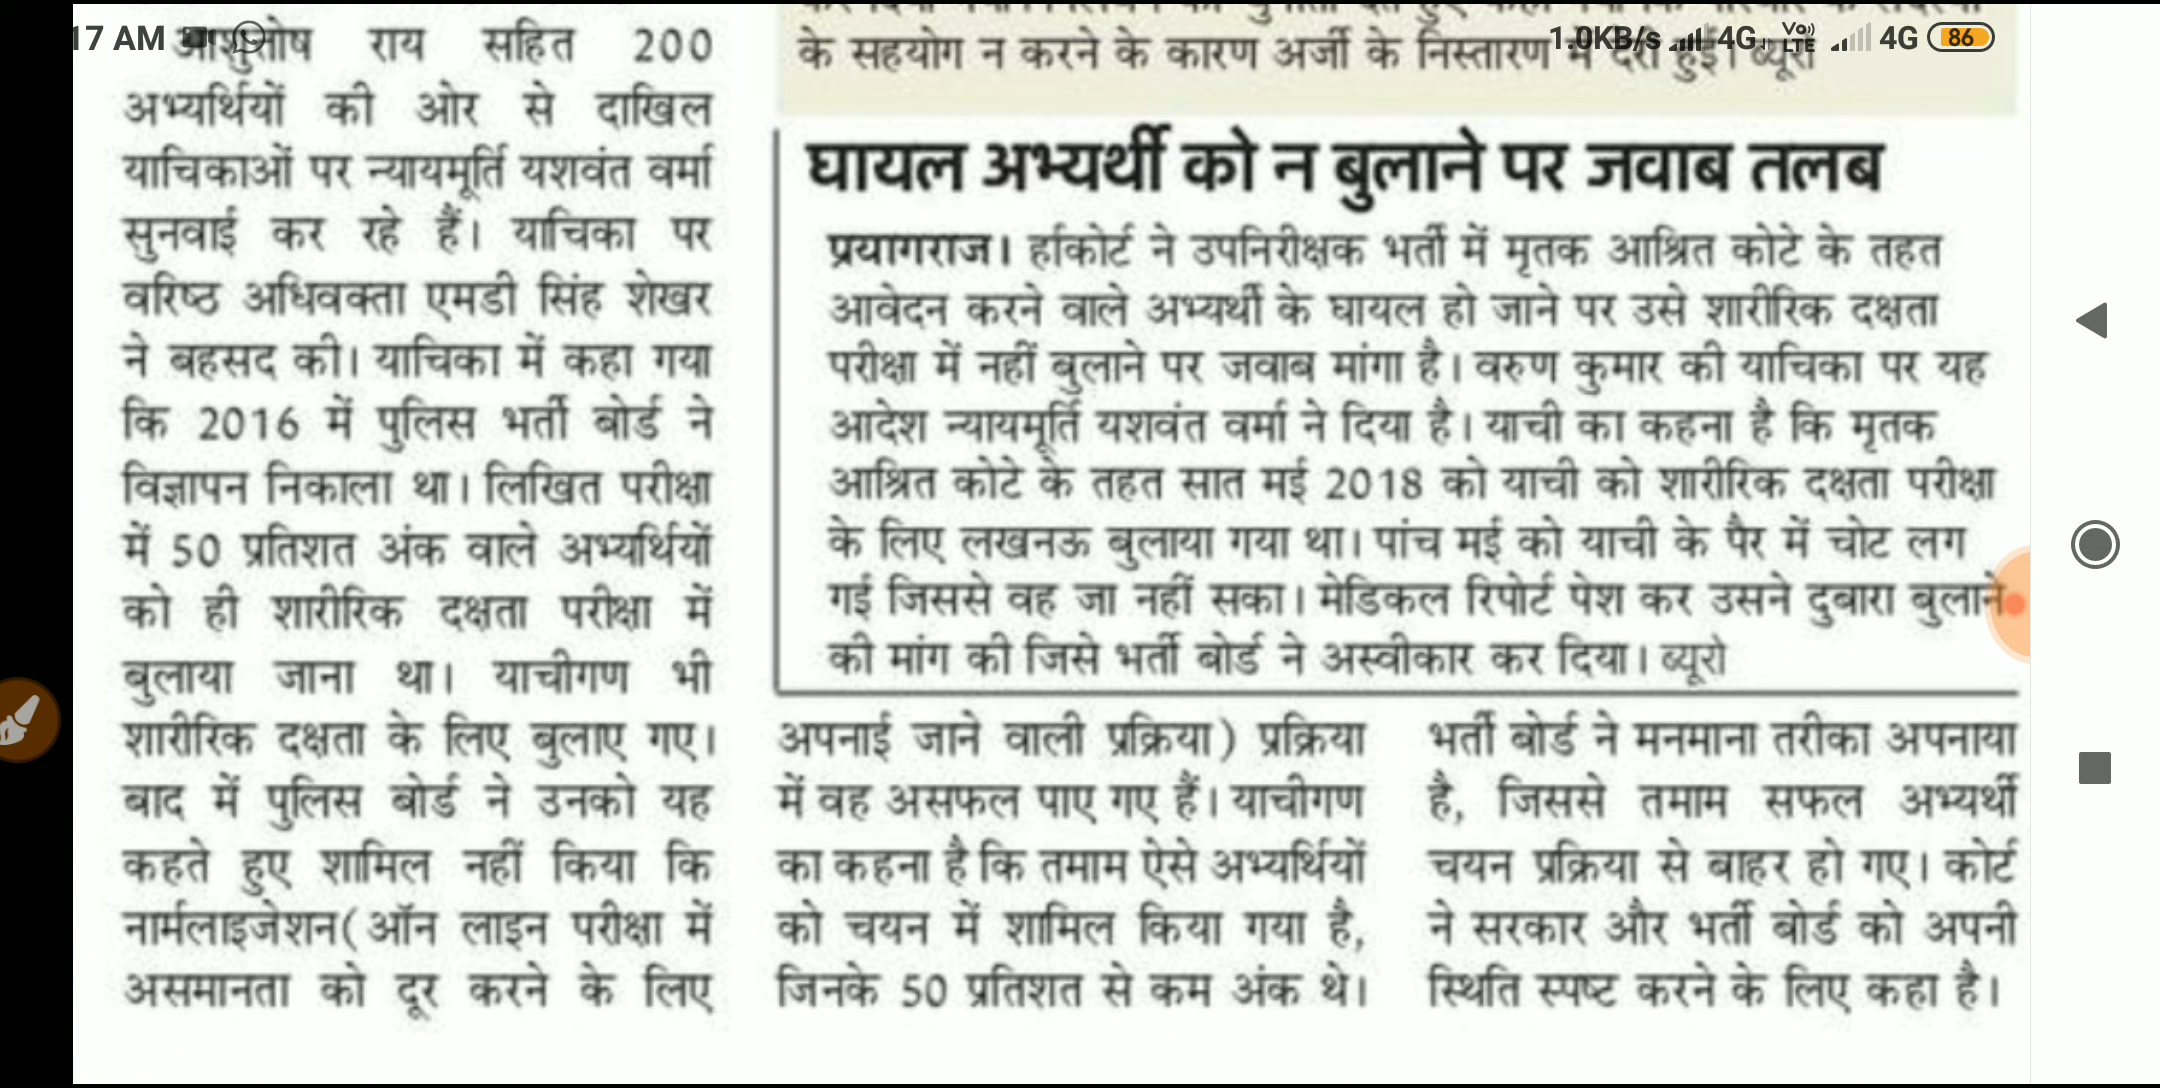 17 AM
1.0KB/s 4G VoLTE 4G 86
आशुतोष राय सहित 200
अभ्यर्थियों की ओर से दाखिल
याचिकाओं पर न्यायमूर्ति यशवंत वर्मा
सुनवाई कर रहे हैं। याचिका पर
वरिष्ठ अधिवक्ता एमडी सिंह शेखर
ने बहसद की। याचिका में कहा गया
कि 2016 में पुलिस भर्ती बोर्ड ने
विज्ञापन निकाला था। लिखित परीक्षा
में 50 प्रतिशत अंक वाले अभ्यर्थियों
को ही शारीरिक दक्षता परीक्षा में
बुलाया जाना था। याचीगण भी
शारीरिक दक्षता के लिए बुलाए गए।
बाद में पुलिस बोर्ड ने उनको यह
कहते हुए शामिल नहीं किया कि
नार्मलाइजेशन(ऑन लाइन परीक्षा में
असमानता को दूर करने के लिए
के सहयोग न करने के कारण अर्जी के निस्तारण में देरी हुई। ब्यूरो
घायल अभ्यर्थी को न बुलाने पर जवाब तलब
प्रयागराज। हाईकोर्ट ने उपनिरीक्षक भर्ती में मृतक आश्रित कोटे के तहत
आवेदन करने वाले अभ्यर्थी के घायल हो जाने पर उसे शारीरिक दक्षता
परीक्षा में नहीं बुलाने पर जवाब मांगा है। वरुण कुमार की याचिका पर यह
आदेश न्यायमूर्ति यशवंत वर्मा ने दिया है। याची का कहना है कि मृतक
आश्रित कोटे के तहत सात मई 2018 को याची को शारीरिक दक्षता परीक्षा
के लिए लखनऊ बुलाया गया था। पांच मई को याची के पैर में चोट लग
गई जिससे वह जा नहीं सका। मेडिकल रिपोर्ट पेश कर उसने दुबारा बुलाने
की मांग की जिसे भर्ती बोर्ड ने अस्वीकार कर दिया। ब्यूरो
अपनाई जाने वाली प्रक्रिया) प्रक्रिया
में वह असफल पाए गए हैं। याचीगण
का कहना है कि तमाम ऐसे अभ्यर्थियों
को चयन में शामिल किया गया है,
जिनके 50 प्रतिशत से कम अंक थे।
भर्ती बोर्ड ने मनमाना तरीका अपनाया
है, जिससे तमाम सफल अभ्यर्थी
चयन प्रक्रिया से बाहर हो गए। कोर्ट
ने सरकार और भर्ती बोर्ड को अपनी
स्थिति स्पष्ट करने के लिए कहा है।